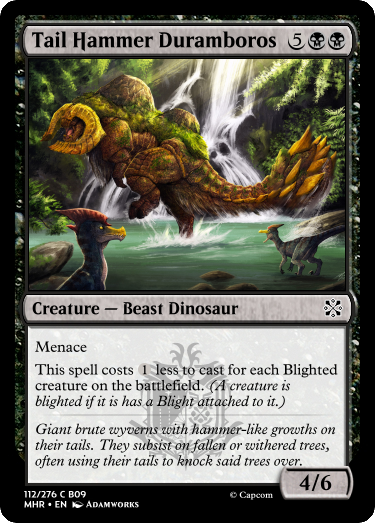 Tail Hammer Duramboros 5
Creature — Beast Dinosaur
Menace
This spell costs 1 less to cast for each Blighted
creature on the battlefield. (A creature is
blighted if it is has a Blight attached to it.)
Giant brute wyverns with hammer-like growths on
their tails. They subsist on fallen or withered trees,
often using their tails to knock said trees over.
4/6
112/276 C B09
MHR • EN ADAMWORKS
© Capcom